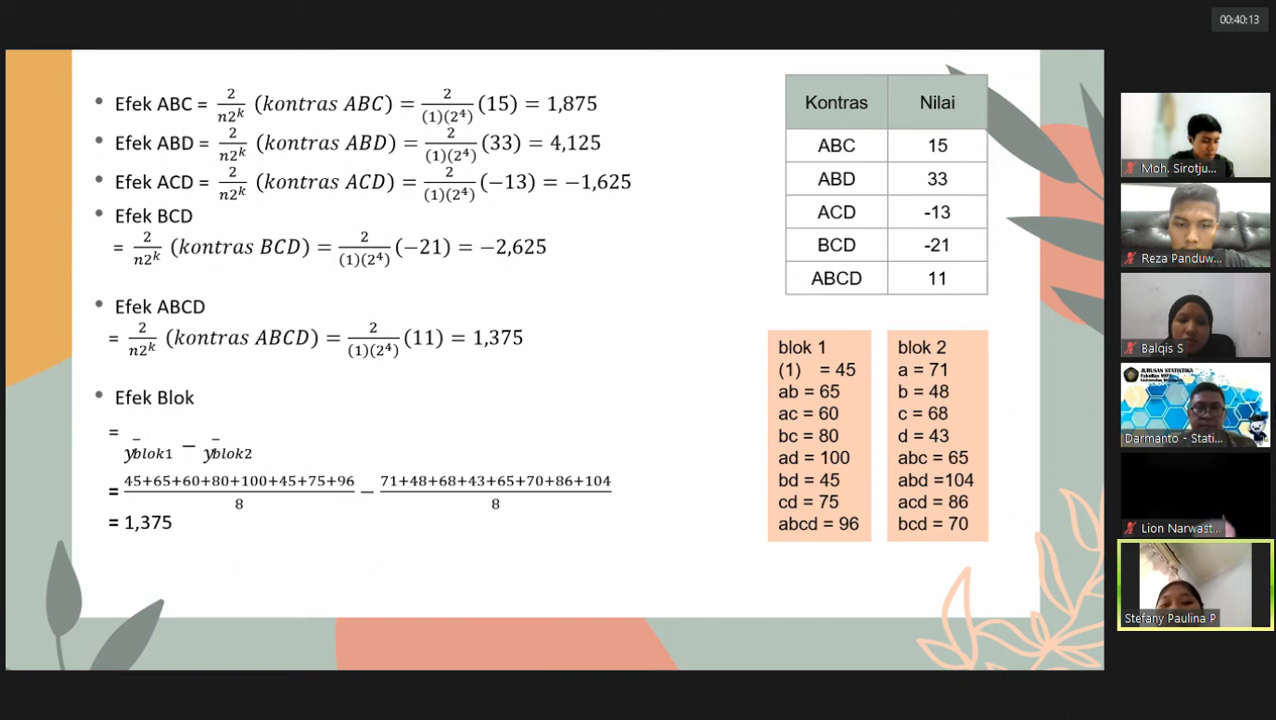 00:40:13
• Efek ABC = 2/n2^k (kontras ABC) = 2/(1)(2^4) (15) = 1,875
• Efek ABD = 2/n2^k (kontras ABD) = 2/(1)(2^4) (33) = 4,125
• Efek ACD = 2/n2^k (kontras ACD) = 2/(1)(2^4) (−13) = −1,625
• Efek BCD
= 2/n2^k (kontras BCD) = 2/(1)(2^4) (−21) = −2,625
• Efek ABCD
= 2/n2^k (kontras ABCD) = 2/(1)(2^4) (11) = 1,375
• Efek Blok
=
ȳblok1 − ȳblok2
= 45+65+60+80+100+45+75+96/8 − 71+48+68+43+65+70+86+104/8
= 1,375
Kontras Nilai
ABC 15
ABD 33
ACD -13
BCD -21
ABCD 11
blok 1
(1) = 45
ab = 65
ac = 60
bc = 80
ad = 100
bd = 45
cd = 75
abcd = 96
blok 2
a = 71
b = 48
c = 68
d = 43
abc = 65
abd =104
acd = 86
bcd = 70
Moh. Sirotju...
Reza Panduw...
Balqis S
JURUSAN STATISTIKA
Fakultas MIPA
Darmanto - Stati...
Lion Narwast...
Stefany Paulina P